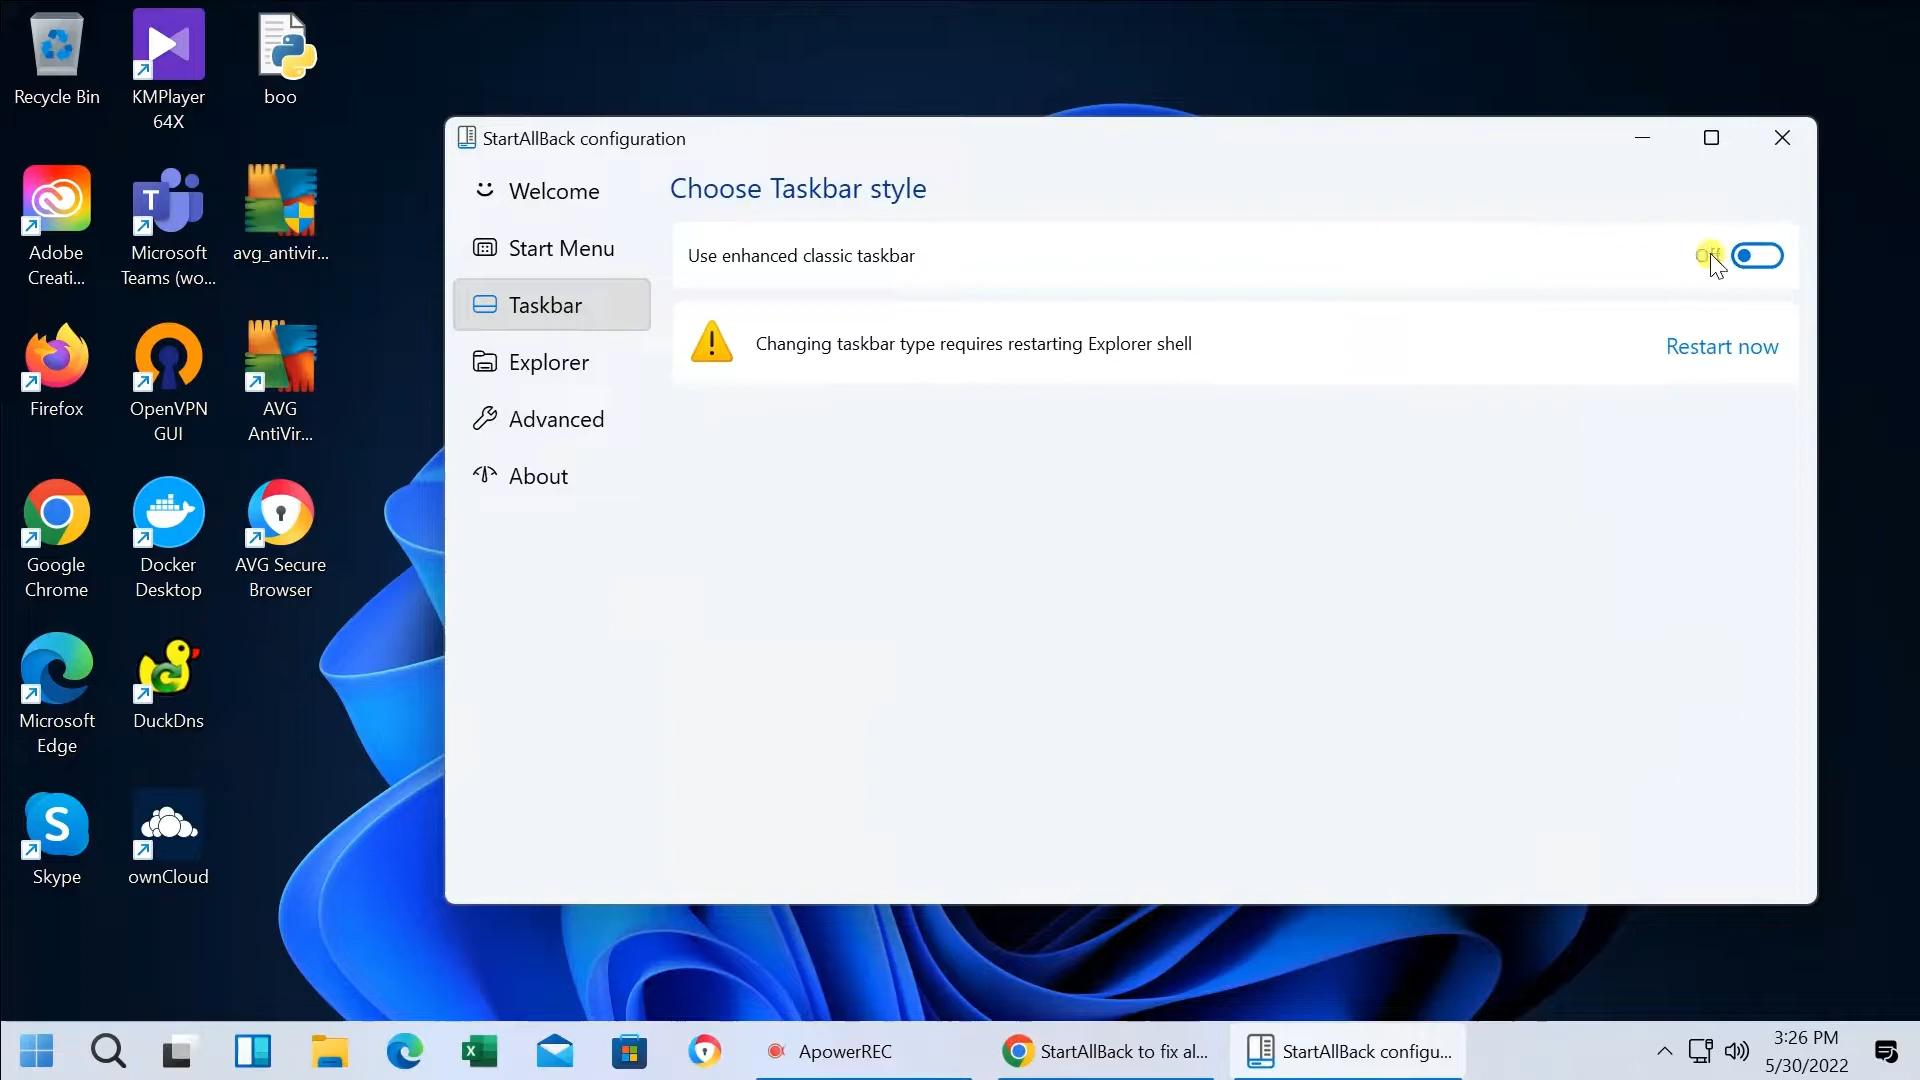 Recycle Bin
KMPlayer
64X
boo
Adobe
Creati...
Microsoft
Teams (wo...
avg_antivir...
Firefox
OpenVPN
GUI
AVG
AntiVir...
Google
Chrome
Docker
Desktop
AVG Secure
Browser
Microsoft
Edge
DuckDns
Skype
ownCloud
StartAllBack configuration
Welcome
Start Menu
Taskbar
Explorer
Advanced
About
Choose Taskbar style
Use enhanced classic taskbar
Off
Changing taskbar type requires restarting Explorer shell
Restart now
ApowerREC
StartAllBack to fix al...
StartAllBack configu...
3:26 PM
5/30/2022